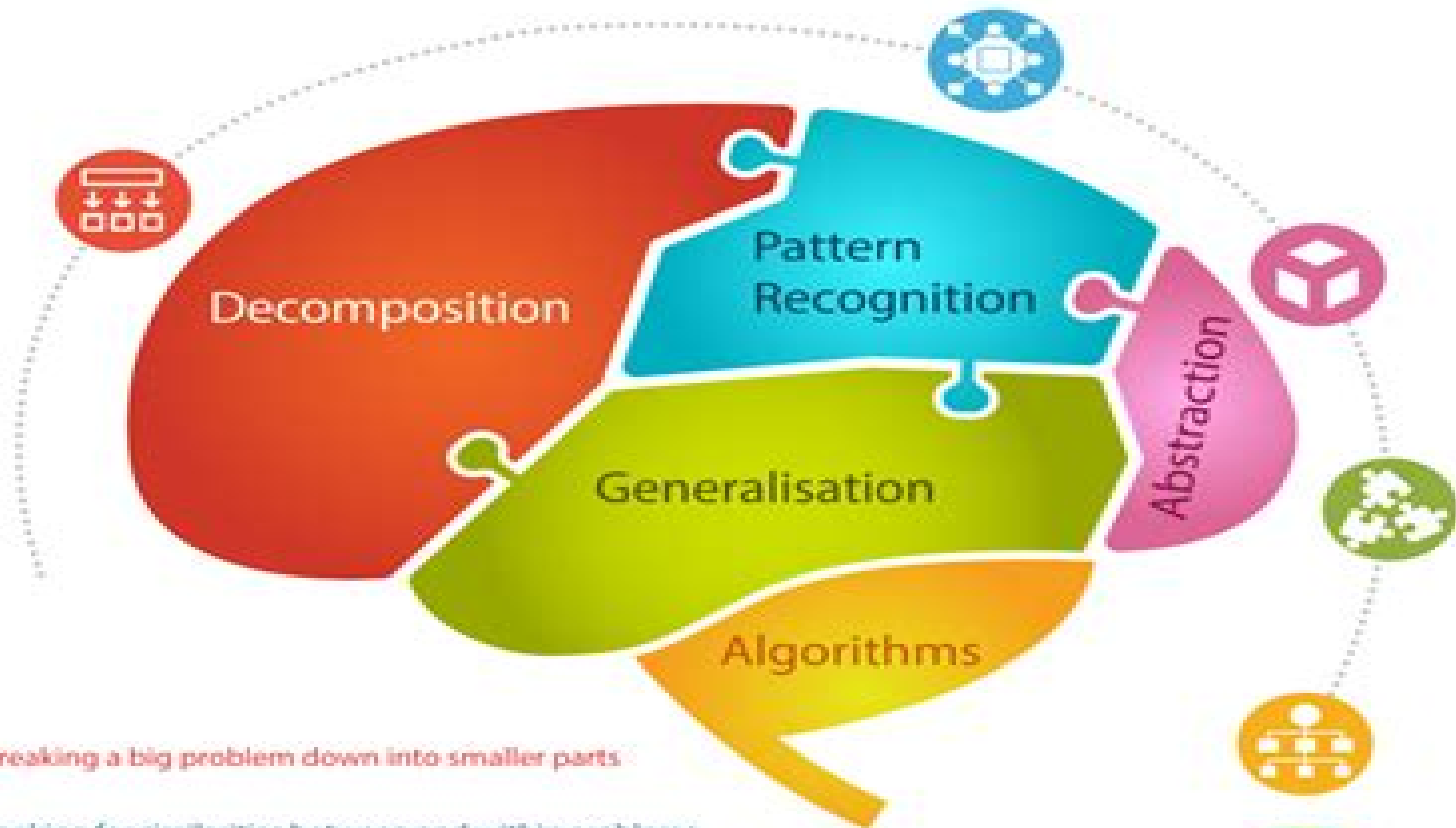 Decomposition
Pattern
Recognition
Abstraction
Generalisation
Algorithms
reaking a big problem down into smaller parts